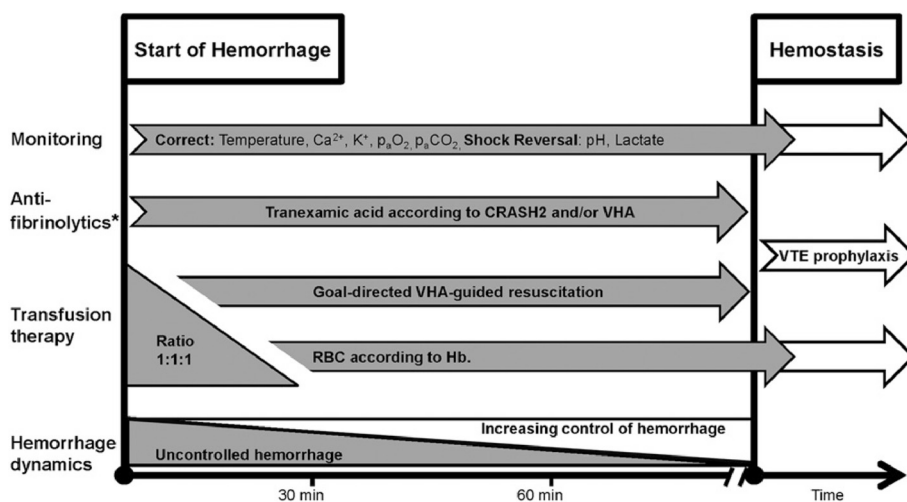 Start of Hemorrhage
Hemostasis
Monitoring
Correct: Temperature, Ca²⁺, K⁺, pₐO₂, pₐCO₂, Shock Reversal: pH, Lactate
Anti-
fibrinolytics*
Tranexamic acid according to CRASH2 and/or VHA
VTE prophylaxis
Goal-directed VHA-guided resuscitation
Transfusion
therapy
Ratio
1:1:1
RBC according to Hb.
Increasing control of hemorrhage
Hemorrhage
dynamics
Uncontrolled hemorrhage
30 min
60 min
Time